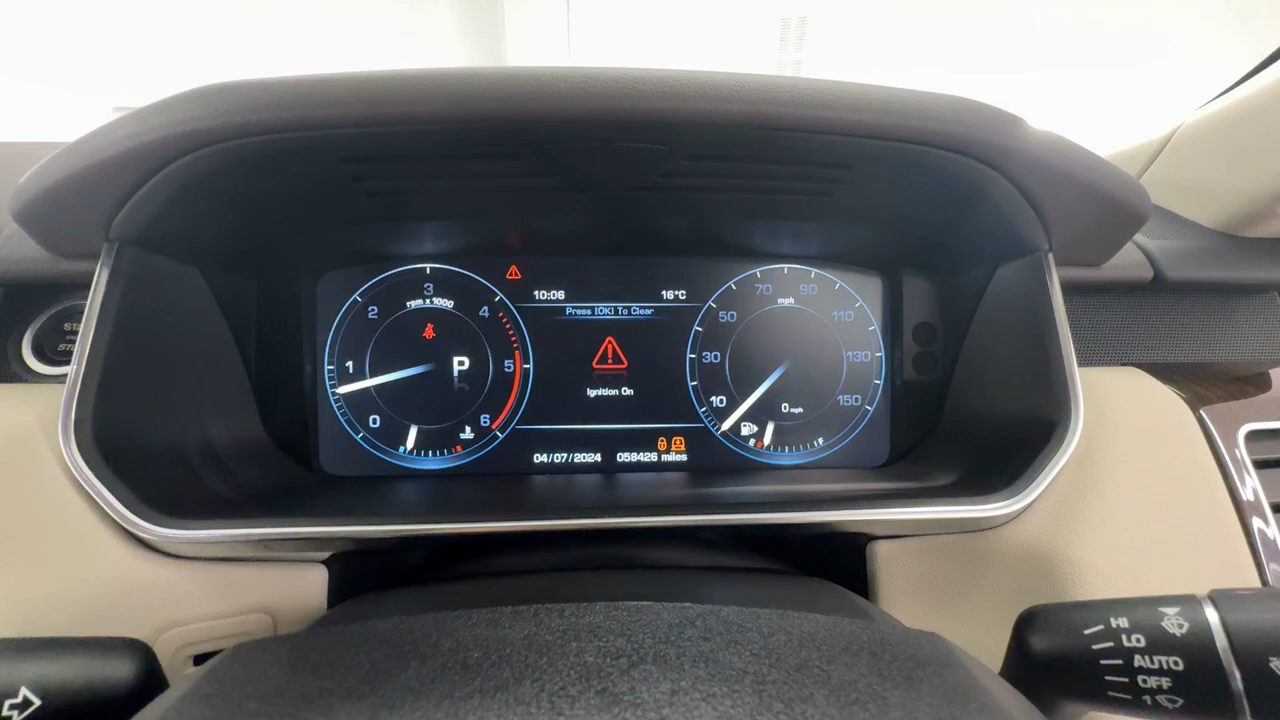 10:06 16°C
Press [OK] To Clear
Ignition On
04/07/2024 058426 miles
0 1 2 3 4 5 6
rpm x 1000
P
10 30 50 70 90 110 130 150
mph
0 mph
E F
HI
LO
AUTO
OFF
1